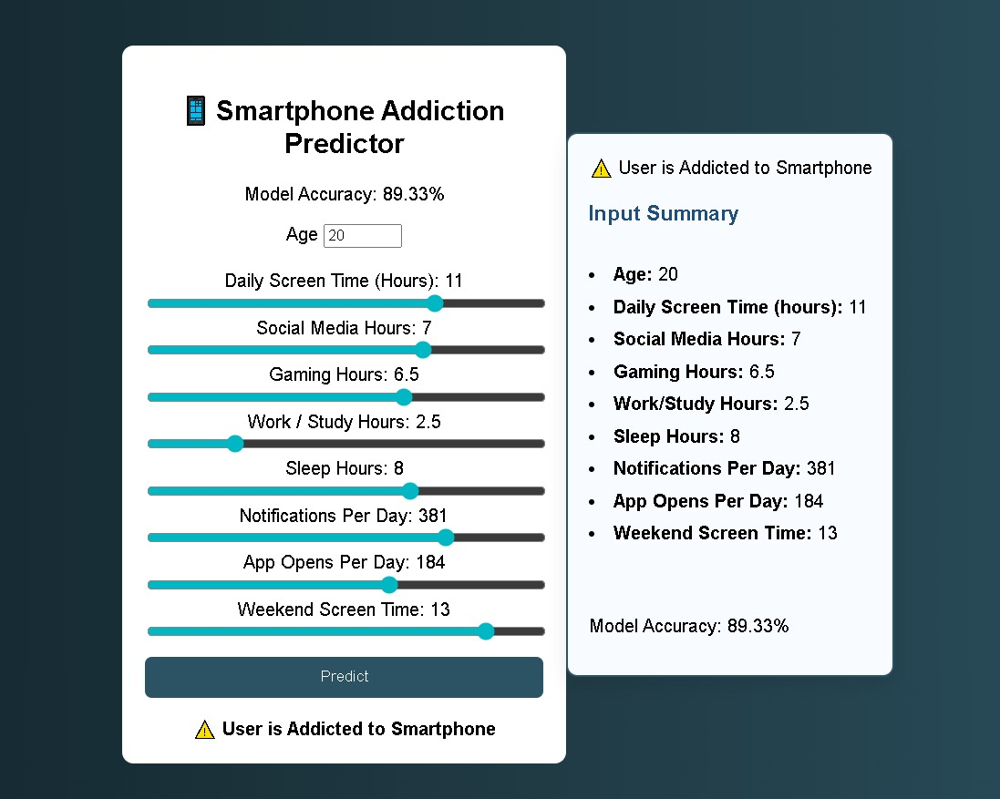 Smartphone Addiction
Predictor
Model Accuracy: 89.33%
Age 20
Daily Screen Time (Hours): 11
Social Media Hours: 7
Gaming Hours: 6.5
Work / Study Hours: 2.5
Sleep Hours: 8
Notifications Per Day: 381
App Opens Per Day: 184
Weekend Screen Time: 13
Predict
⚠ User is Addicted to Smartphone
⚠ User is Addicted to Smartphone
Input Summary
• Age: 20
• Daily Screen Time (hours): 11
• Social Media Hours: 7
• Gaming Hours: 6.5
• Work/Study Hours: 2.5
• Sleep Hours: 8
• Notifications Per Day: 381
• App Opens Per Day: 184
• Weekend Screen Time: 13
Model Accuracy: 89.33%